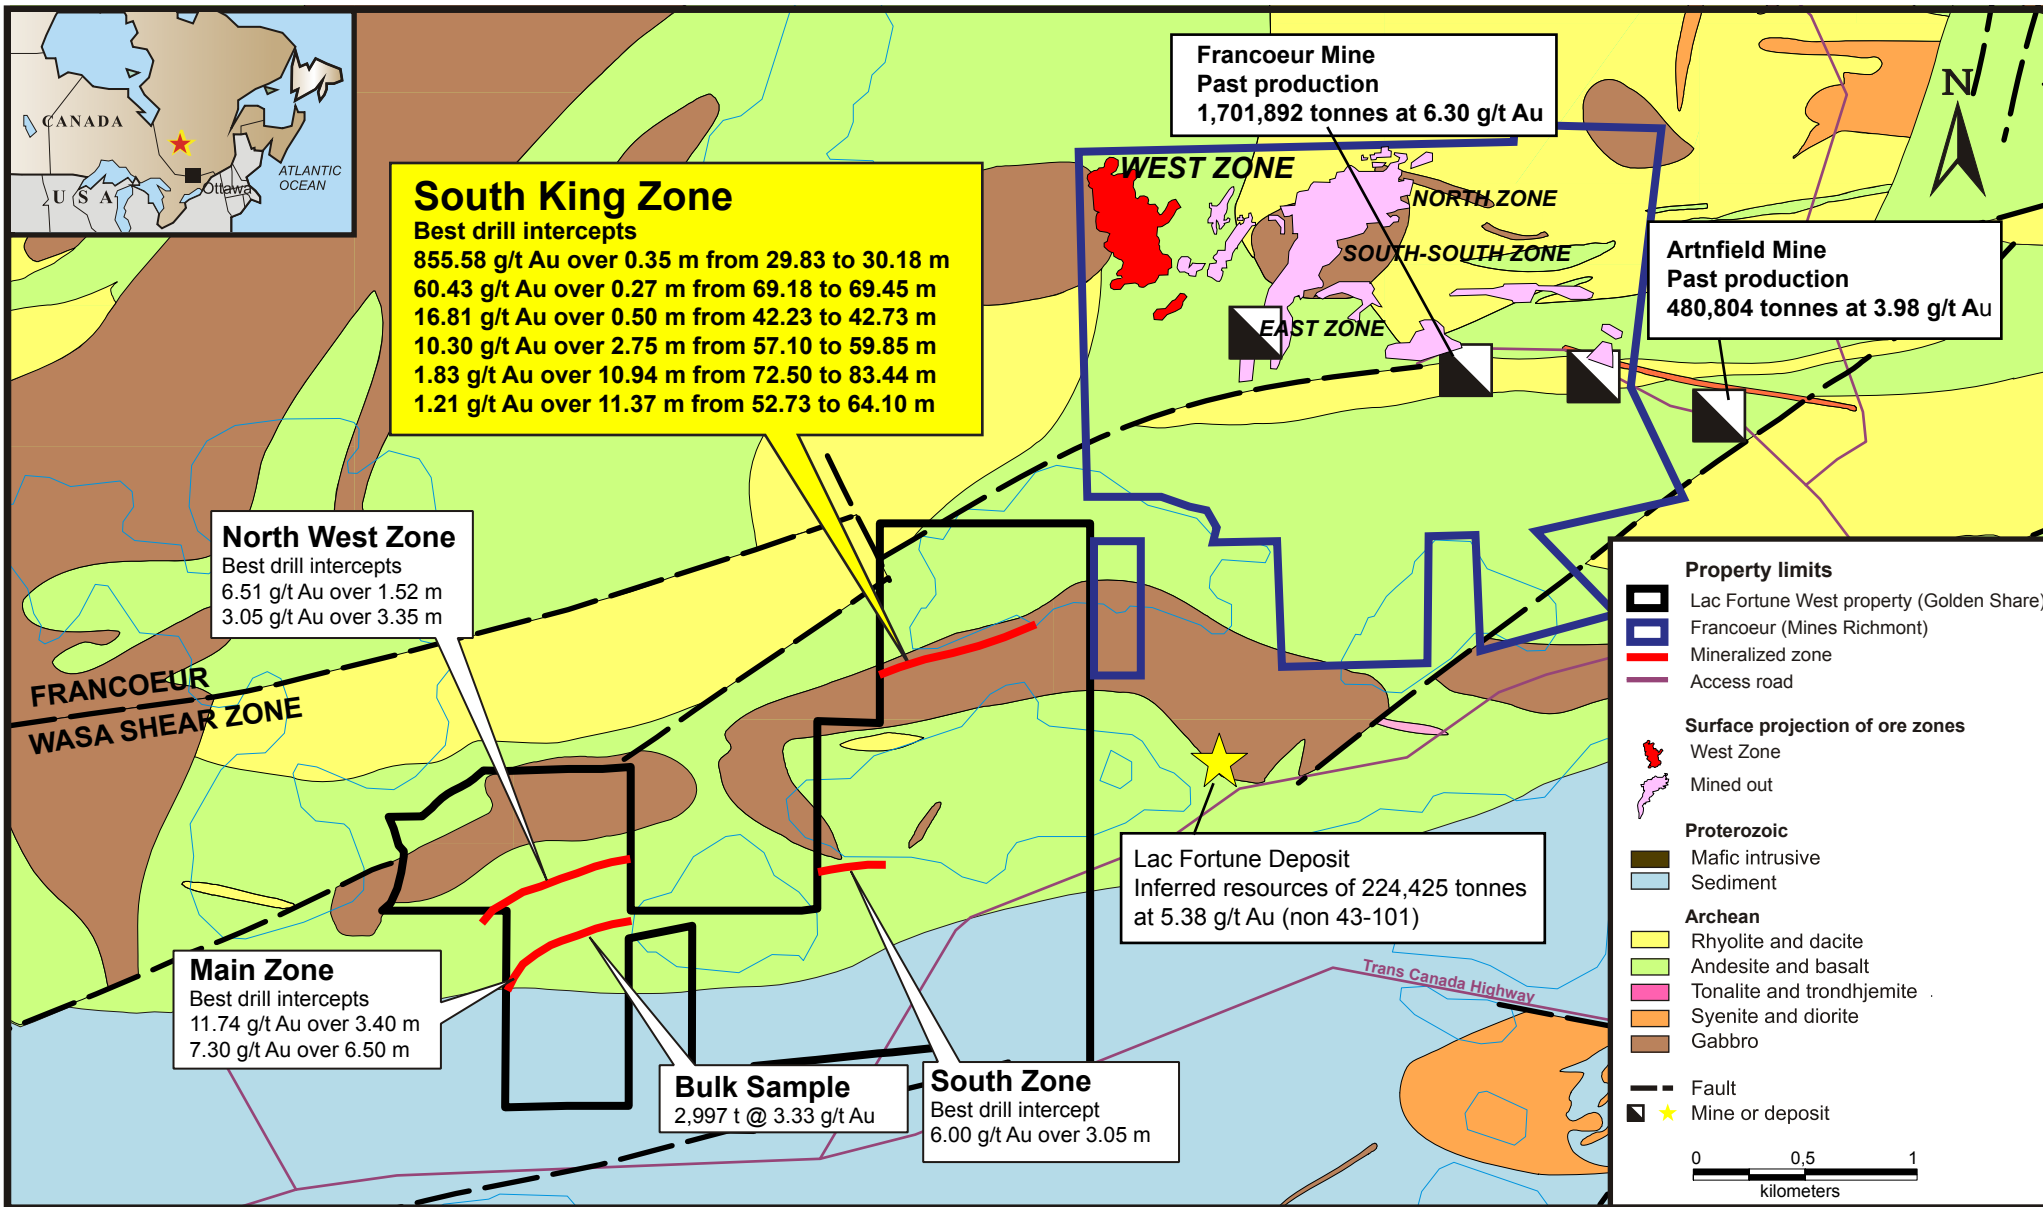 CANADA
U S A
Ottawa
ATLANTIC
OCEAN
Francoeur Mine
Past production
1,701,892 tonnes at 6.30 g/t Au
N
WEST ZONE
NORTH ZONE
SOUTH-SOUTH ZONE
EAST ZONE
Artnfield Mine
Past production
480,804 tonnes at 3.98 g/t Au
South King Zone
Best drill intercepts
855.58 g/t Au over 0.35 m from 29.83 to 30.18 m
60.43 g/t Au over 0.27 m from 69.18 to 69.45 m
16.81 g/t Au over 0.50 m from 42.23 to 42.73 m
10.30 g/t Au over 2.75 m from 57.10 to 59.85 m
1.83 g/t Au over 10.94 m from 72.50 to 83.44 m
1.21 g/t Au over 11.37 m from 52.73 to 64.10 m
North West Zone
Best drill intercepts
6.51 g/t Au over 1.52 m
3.05 g/t Au over 3.35 m
FRANCOEUR
WASA SHEAR ZONE
Main Zone
Best drill intercepts
11.74 g/t Au over 3.40 m
7.30 g/t Au over 6.50 m
Bulk Sample
2,997 t @ 3.33 g/t Au
South Zone
Best drill intercept
6.00 g/t Au over 3.05 m
Lac Fortune Deposit
Inferred resources of 224,425 tonnes
at 5.38 g/t Au (non 43-101)
Trans Canada Highway
Property limits
Lac Fortune West property (Golden Share)
Francoeur (Mines Richmont)
Mineralized zone
Access road
Surface projection of ore zones
West Zone
Mined out
Proterozoic
Mafic intrusive
Sediment
Archean
Rhyolite and dacite
Andesite and basalt
Tonalite and trondhjemite .
Syenite and diorite
Gabbro
Fault
Mine or deposit
0 0,5 1
kilometers